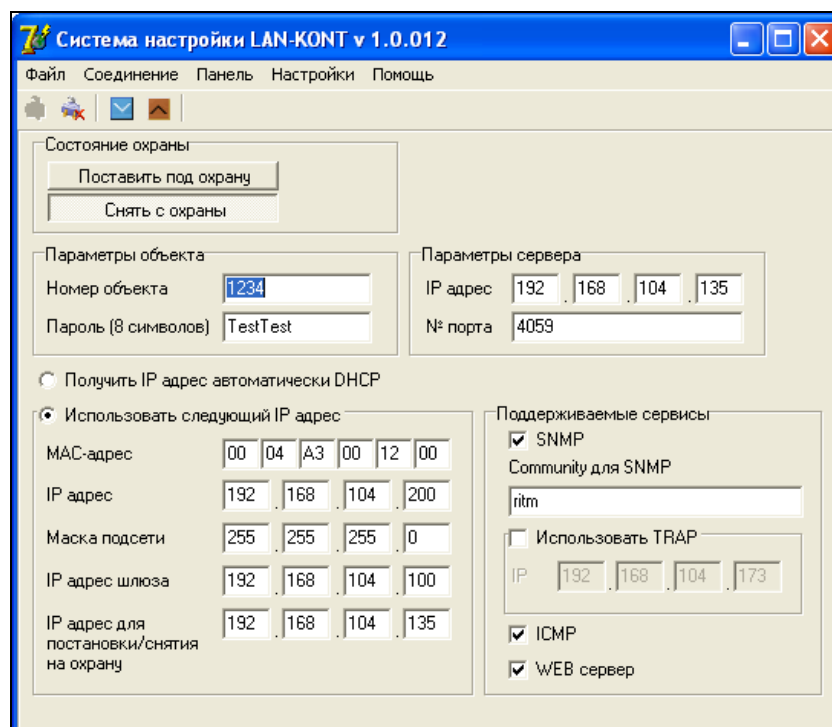 Система настройки LAN-KONT v 1.0.012
Файл Соединение Панель Настройки Помощь
Состояние охраны
Поставить под охрану
Снять с охраны
Параметры объекта
Номер объекта 1234
Пароль (8 символов) TestTest
Параметры сервера
IP адрес 192 . 168 . 104 . 135
№ порта 4059
Получить IP адрес автоматически DHCP
Использовать следующий IP адрес
MAC-адрес 00 04 A3 00 12 00
IP адрес 192 . 168 . 104 . 200
Маска подсети 255 . 255 . 255 . 0
IP адрес шлюза 192 . 168 . 104 . 100
IP адрес для 192 . 168 . 104 . 135
постановки/снятия
на охрану
Поддерживаемые сервисы
SNMP
Community для SNMP
ritm
Использовать TRAP
IP 192 . 168 . 104 . 173
ICMP
WEB сервер